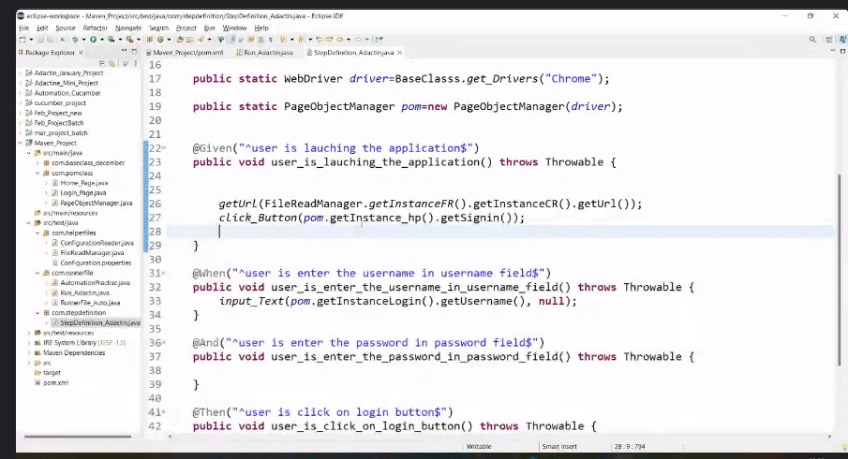 eclipse-workspace - Maven_Project/src/test/java/com/stepdefinition/StepDefinition_Adactin.java - Eclipse IDE
File Edit Source Refactor Navigate Search Project Run Window Help
Package Explorer
Maven_Project/pom.xml Run_Adactin.java StepDefinition_Adactin.java
Adactin_January_Project
Adactine_Mini_Project
Automation_Cucumber
cucumber_project
Feb_Project_new
Feb_ProjectBatch
mar_project_batch
Maven_Project
src/main/java
com.baseclass_december
com.pomclass
Home_Page.java
Login_Page.java
PageObjectManager.java
src/main/resources
src/test/java
com.helperfiles
ConfigurationReader.java
FileReadManager.java
Configuration.properties
com.runnerfile
AutomationPractise.java
Run_Adactin.java
RunnerFile_Auto.java
com.stepdefinition
StepDefinition_Adactin.java
src/test/resources
JRE System Library
Maven Dependencies
src
target
pom.xml
16
17 public static WebDriver driver=BaseClasss.get_Drivers("Chrome");
18
19 public static PageObjectManager pom=new PageObjectManager(driver);
20
21
22 @Given("^user is lauching the application$")
23 public void user_is_lauching_the_application() throws Throwable {
24
25
26 getUrl(FileReadManager.getInstanceFR().getInstanceCR().getUrl());
27 click_Button(pom.getInstance_hp().getSignin());
28
29 }
30
31 @When("^user is enter the username in username field$")
32 public void user_is_enter_the_username_in_username_field() throws Throwable {
33 input_Text(pom.getInstanceLogin().getUsername(), null);
34 }
35
36 @And("^user is enter the password in password field$")
37 public void user_is_enter_the_password_in_password_field() throws Throwable {
38
39 }
40
41 @Then("^user is click on login button$")
42 public void user_is_click_on_login_button() throws Throwable {
Writable Smart Insert 28 : 9 : 794